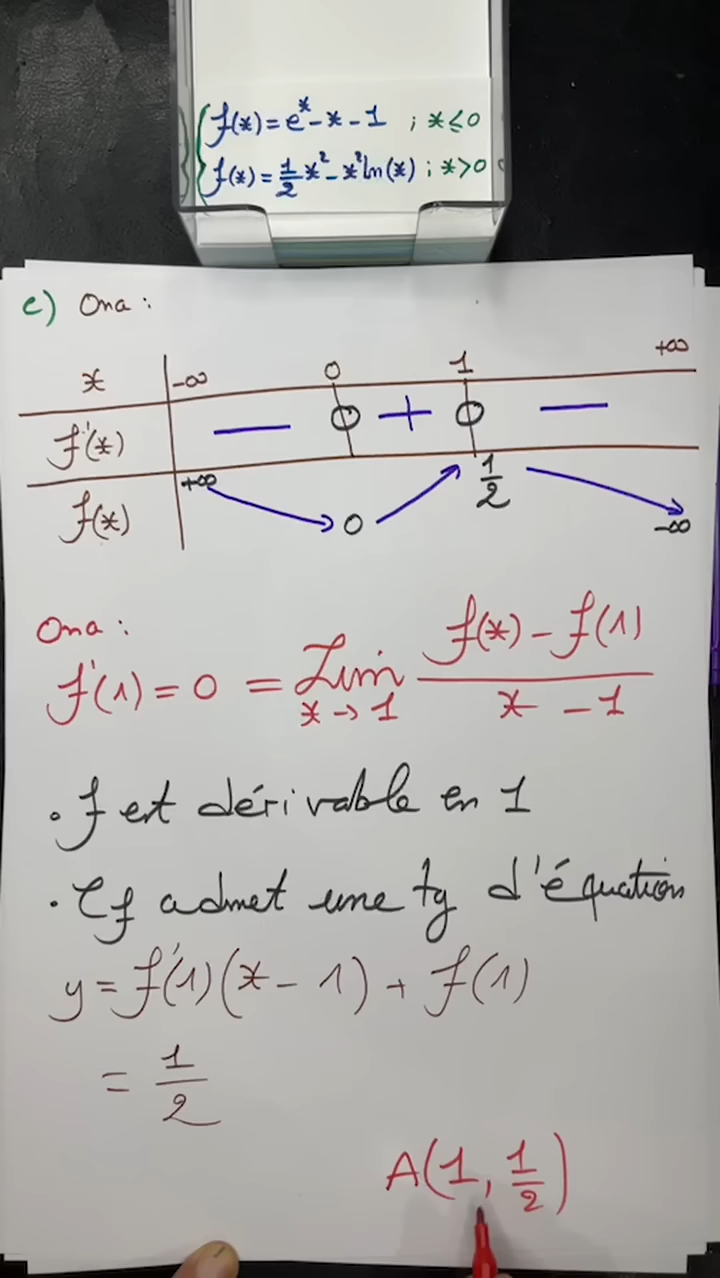 f(x) = e^x - x - 1 ; x ≤ 0
f(x) = 1/2 x² - x² ln(x) ; x > 0
c) Ona :
x -∞ 0 1 +∞
f'(x) — 0 + 0 —
f(x) +∞ 0 1/2 -∞
Ona :
f'(1) = 0 = Lim x→1 (f(x) - f(1))/(x - 1)
• f est dérivable en 1
• Cf admet une tg d'équation
y = f'(1)(x - 1) + f(1)
= 1/2
A(1, 1/2)